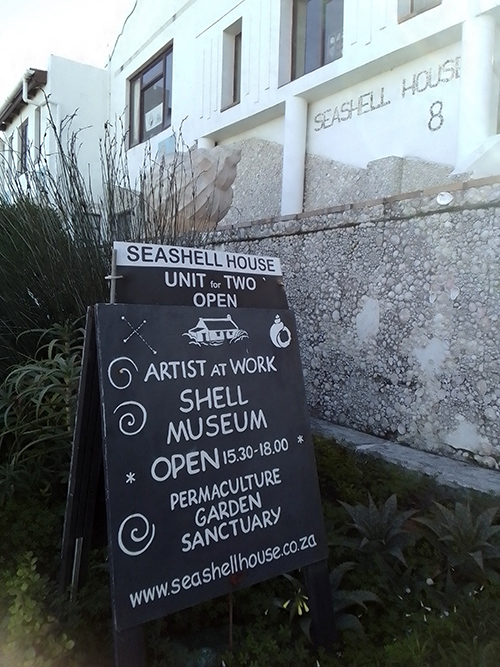 SEASHELL HOUSE
8
SEASHELL HOUSE
UNIT for TWO
OPEN
ARTIST AT WORK
SHELL
MUSEUM
OPEN 15.30-18.00
PERMACULTURE
GARDEN
SANCTUARY
www.seashellhouse.co.za